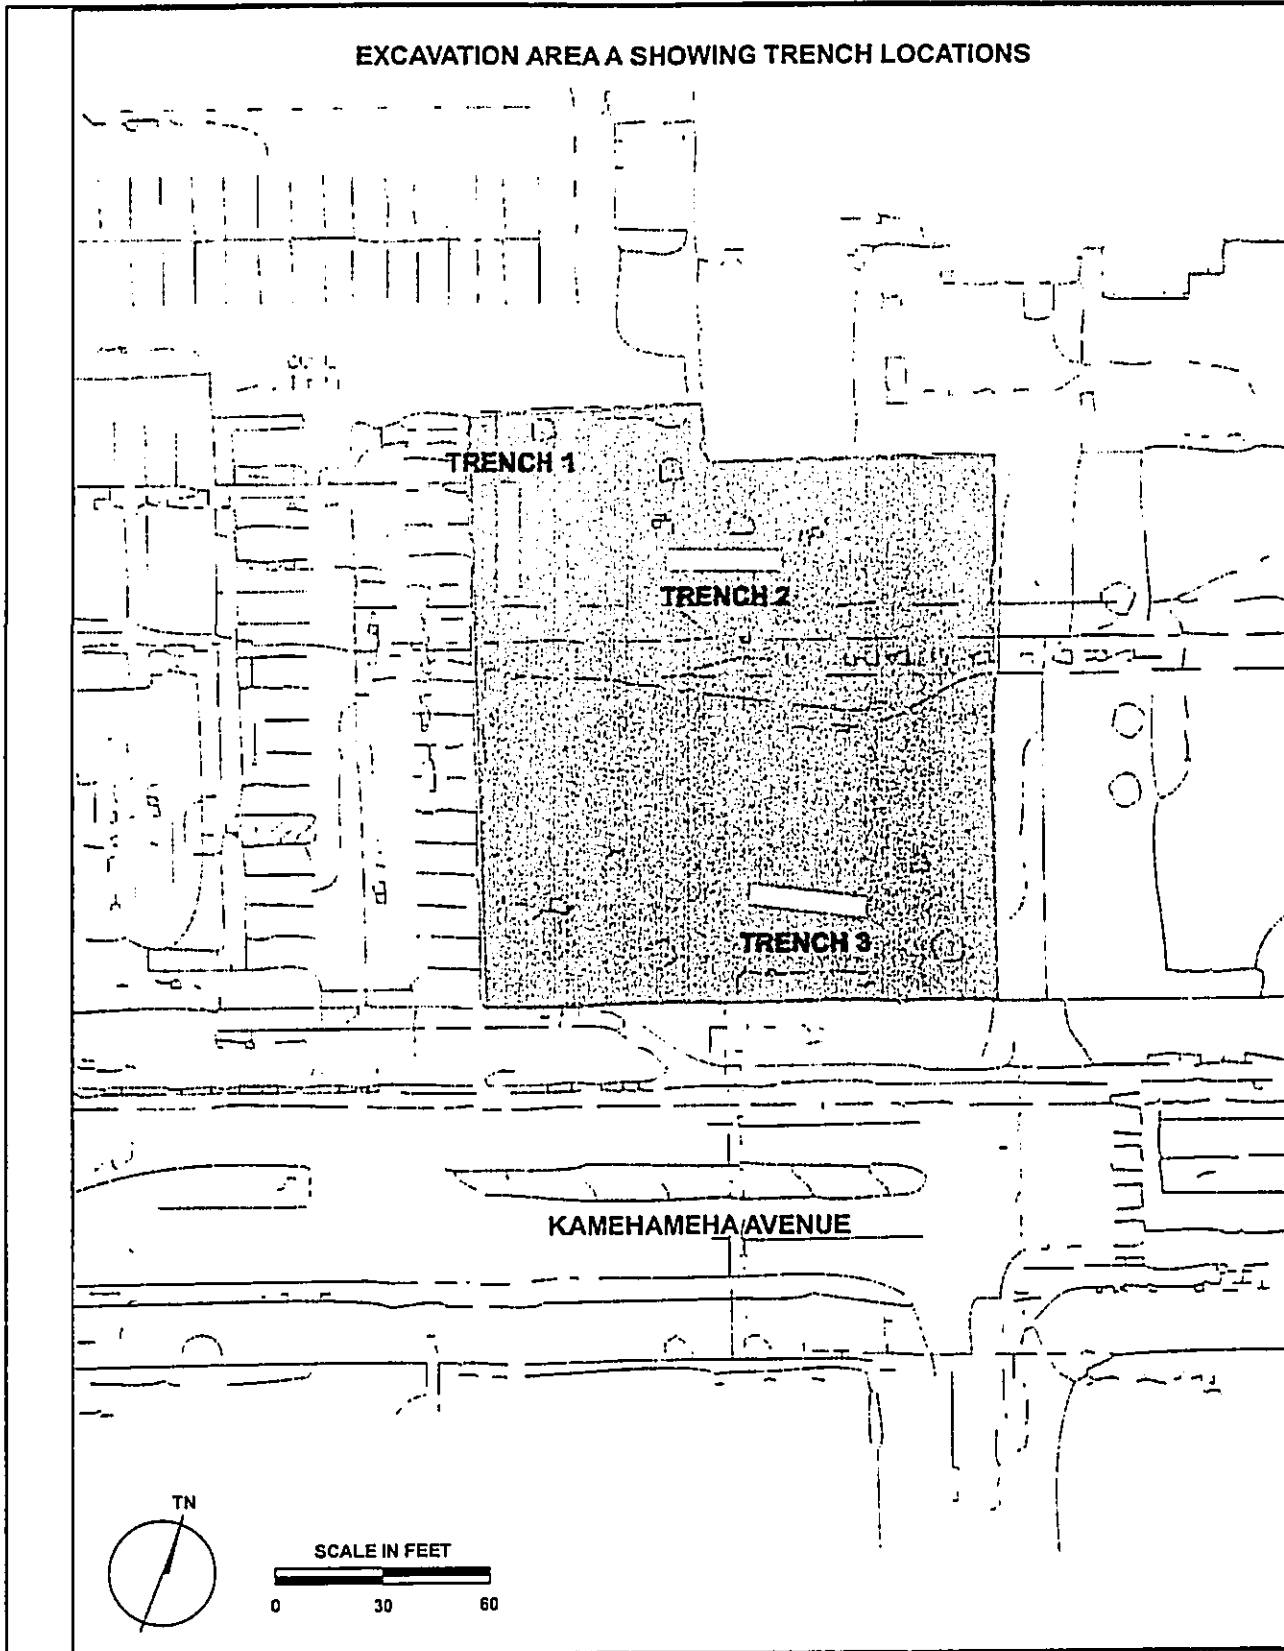 EXCAVATION AREA A SHOWING TRENCH LOCATIONS
TRENCH 1
TRENCH 2
TRENCH 3
KAMEHAMEHA AVENUE
TN
SCALE IN FEET
0 30 60